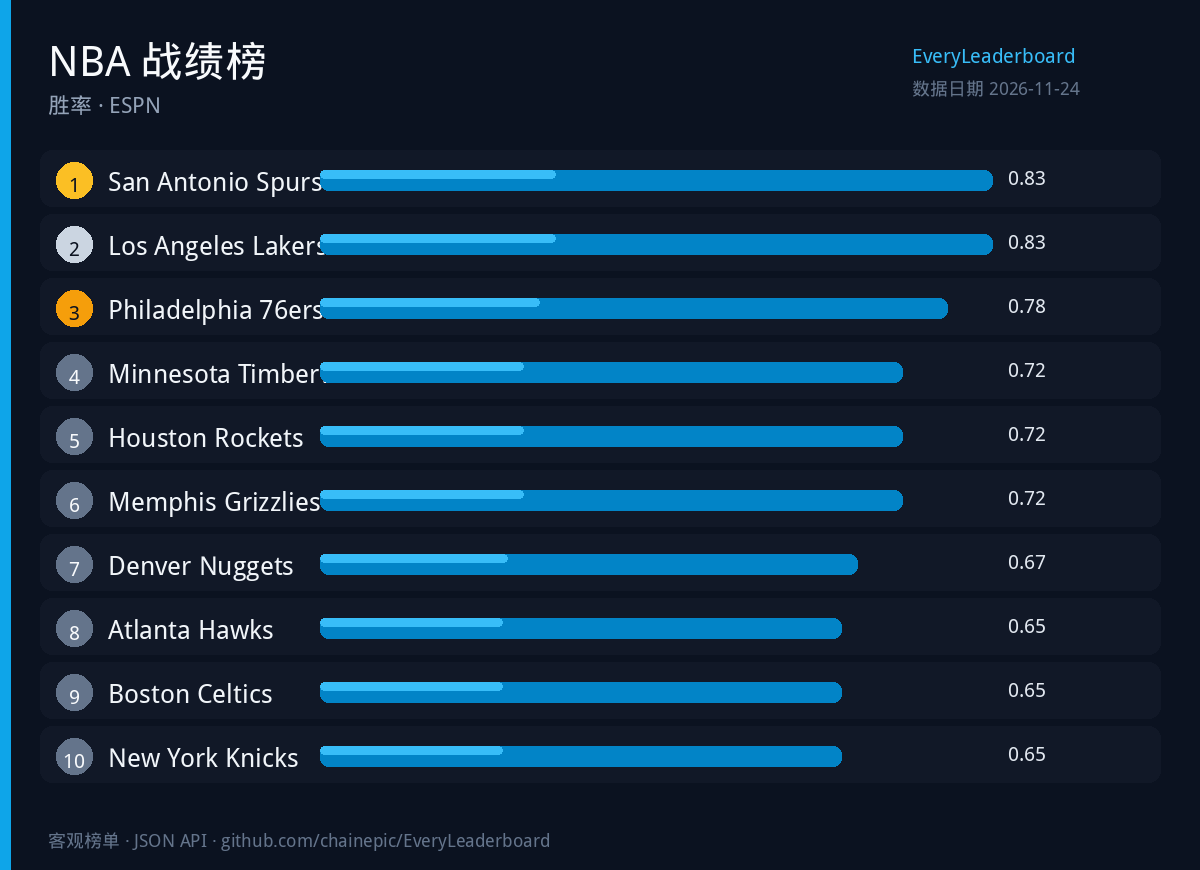 NBA 战绩榜
胜率 · ESPN
EveryLeaderboard
数据日期 2026-11-24
1 San Antonio Spurs 0.83
2 Los Angeles Lakers 0.83
3 Philadelphia 76ers 0.78
4 Minnesota Timber 0.72
5 Houston Rockets 0.72
6 Memphis Grizzlies 0.72
7 Denver Nuggets 0.67
8 Atlanta Hawks 0.65
9 Boston Celtics 0.65
10 New York Knicks 0.65
客观榜单 · JSON API · github.com/chainepic/EveryLeaderboard